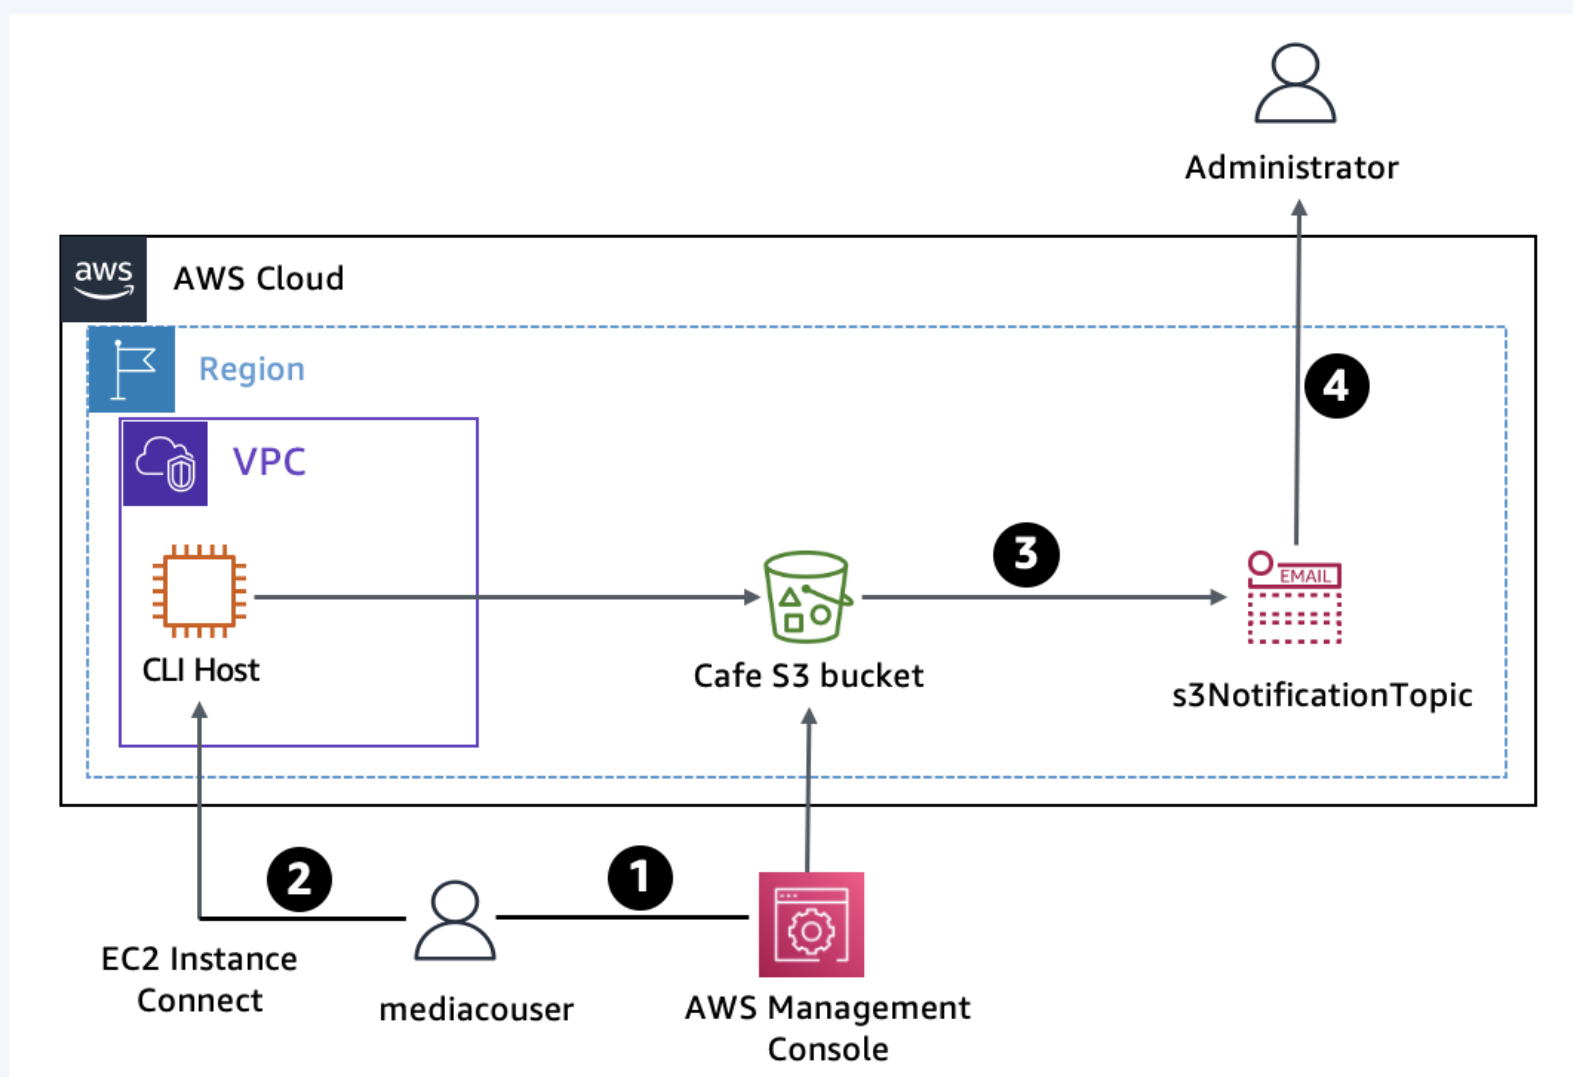 Administrator
aws
AWS Cloud
Region
4
VPC
3
EMAIL
CLI Host
Cafe S3 bucket
s3NotificationTopic
2
1
EC2 Instance
Connect
mediacouser
AWS Management
Console